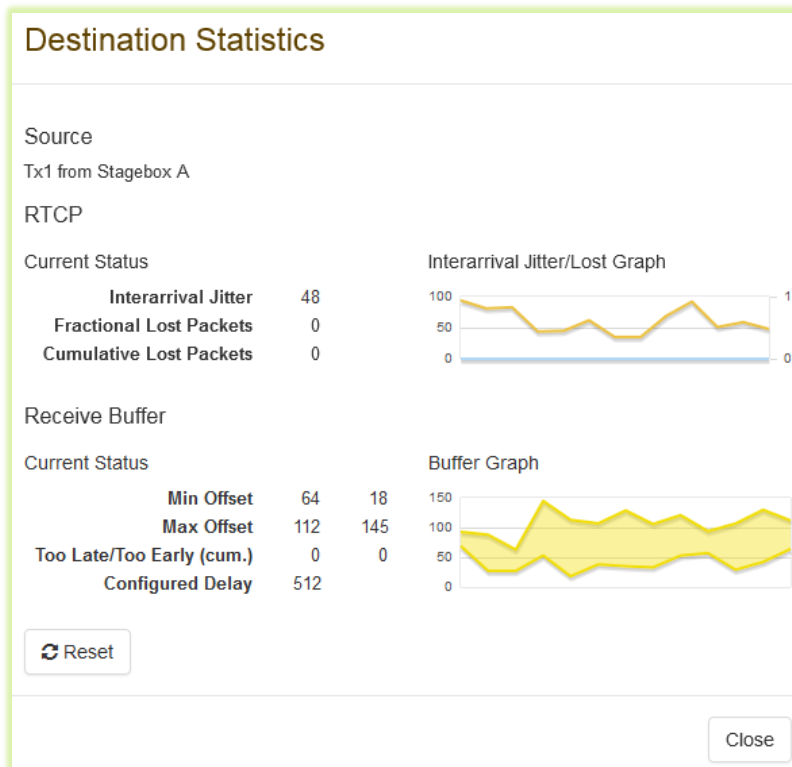 Destination Statistics
Source
Tx1 from Stagebox A
RTCP
Current Status
Interarrival Jitter 48
Fractional Lost Packets 0
Cumulative Lost Packets 0
Interarrival Jitter/Lost Graph
100 1
50
0 0
Receive Buffer
Current Status
Min Offset 64 18
Max Offset 112 145
Too Late/Too Early (cum.) 0 0
Configured Delay 512
Buffer Graph
150
100
50
0
Reset
Close